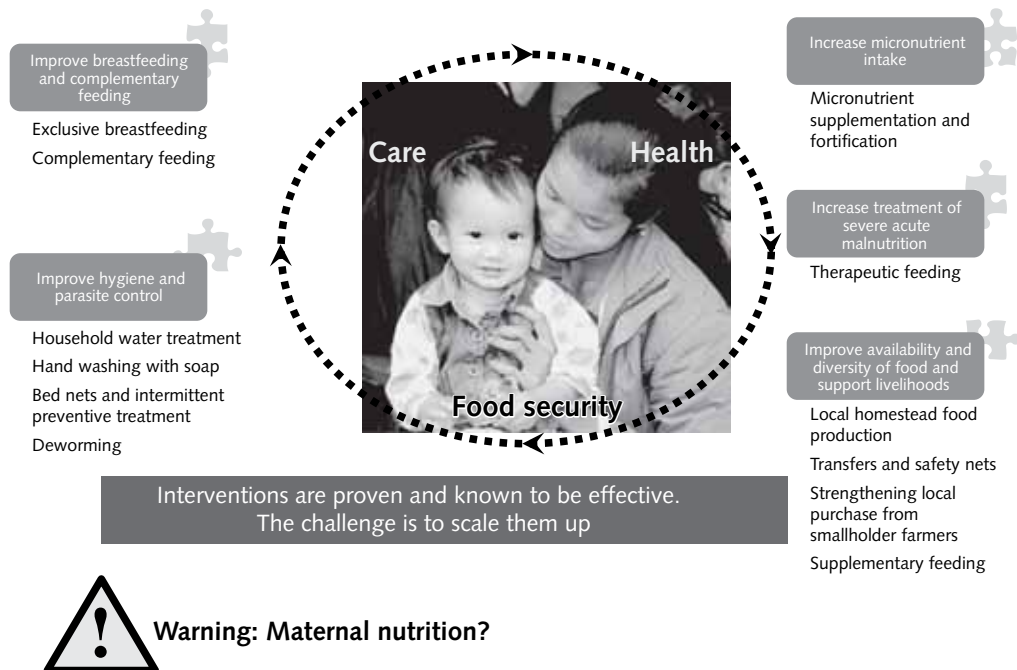 Improve breastfeeding
and complementary
feeding
Exclusive breastfeeding
Complementary feeding
Improve hygiene and
parasite control
Household water treatment
Hand washing with soap
Bed nets and intermittent
preventive treatment
Deworming
Care
Health
Food security
Increase micronutrient
intake
Micronutrient
supplementation and
fortification
Increase treatment of
severe acute
malnutrition
Therapeutic feeding
Improve availability and
diversity of food and
support livelihoods
Local homestead food
production
Transfers and safety nets
Strengthening local
purchase from
smallholder farmers
Supplementary feeding
Interventions are proven and known to be effective.
The challenge is to scale them up
!
Warning: Maternal nutrition?